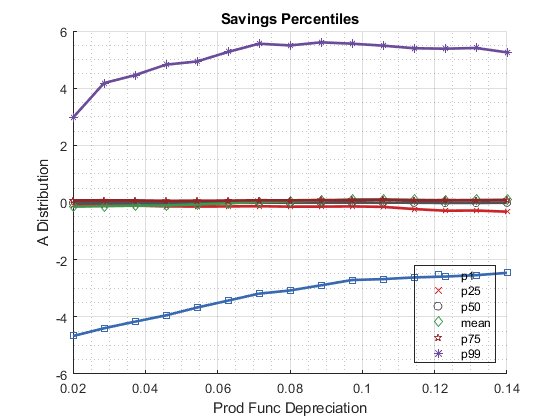 Savings Percentiles
6
4
2
0
-2
-4
-6
A Distribution
0.02
0.04
0.06
0.08
0.1
0.12
0.14
Prod Func Depreciation
p1
p25
p50
mean
p75
p99